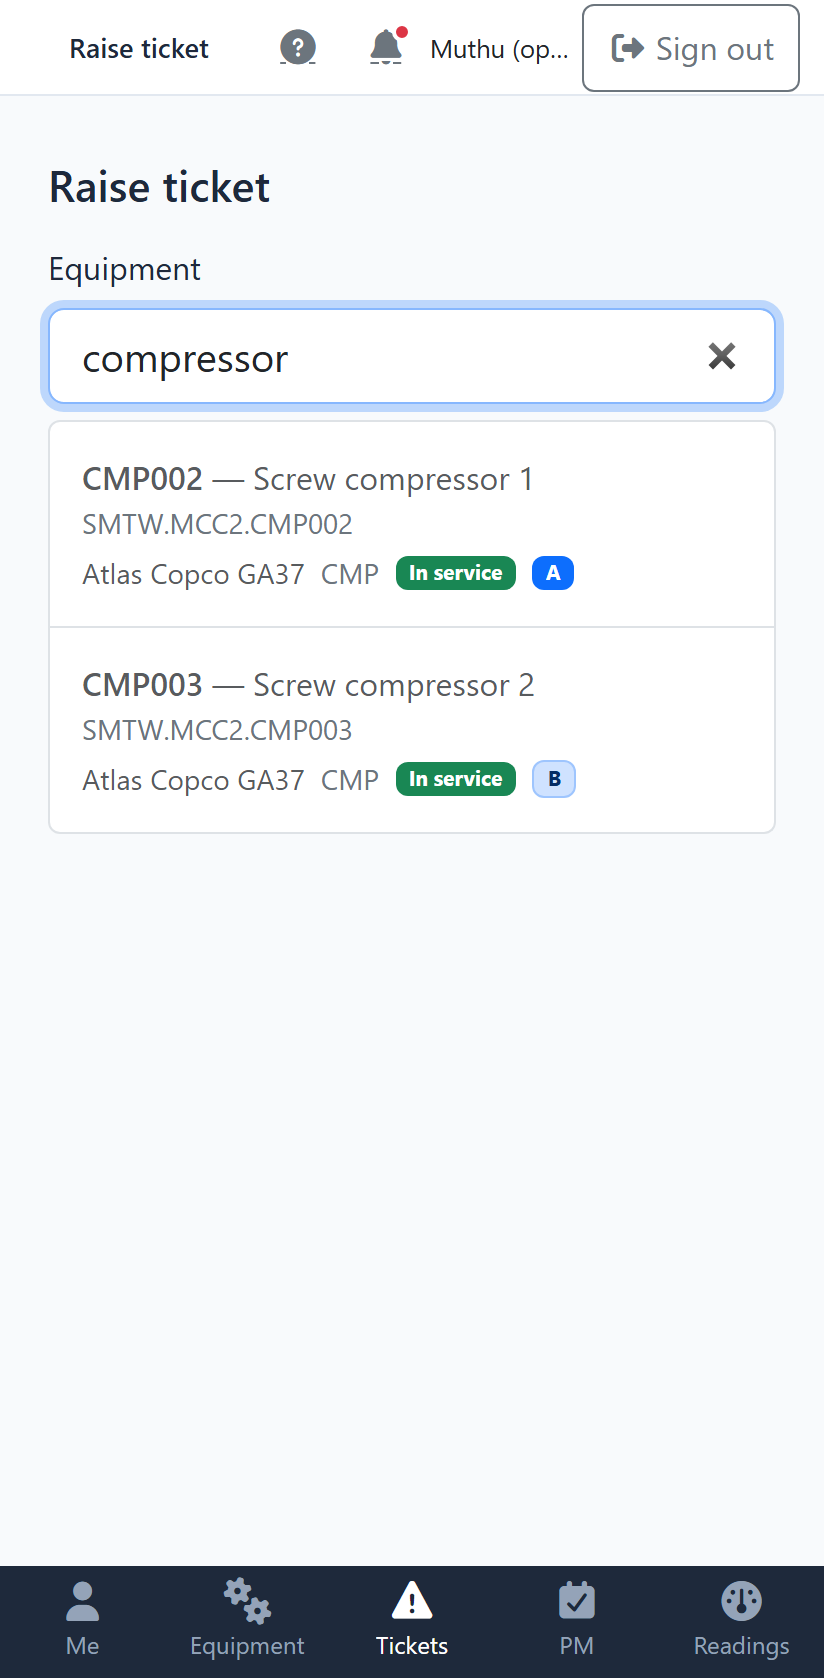 Raise ticket
Muthu (op...
Sign out
Raise ticket
Equipment
compressor
CMP002 — Screw compressor 1
SMTW.MCC2.CMP002
Atlas Copco GA37 CMP In service A
CMP003 — Screw compressor 2
SMTW.MCC2.CMP003
Atlas Copco GA37 CMP In service B
Me
Equipment
Tickets
PM
Readings